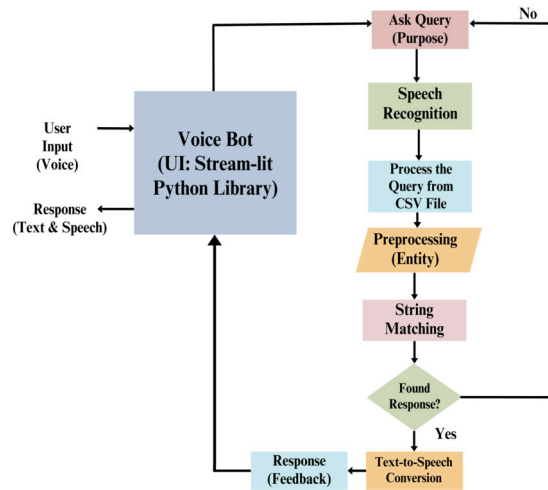 Ask Query
(Purpose)
No
Speech
Recognition
User
Input
(Voice)
Voice Bot
(UI: Stream-lit
Python Library)
Process the
Query from
CSV File
Response
(Text & Speech)
Preprocessing
(Entity)
String
Matching
Found
Response?
Yes
Response
(Feedback)
Text-to-Speech
Conversion